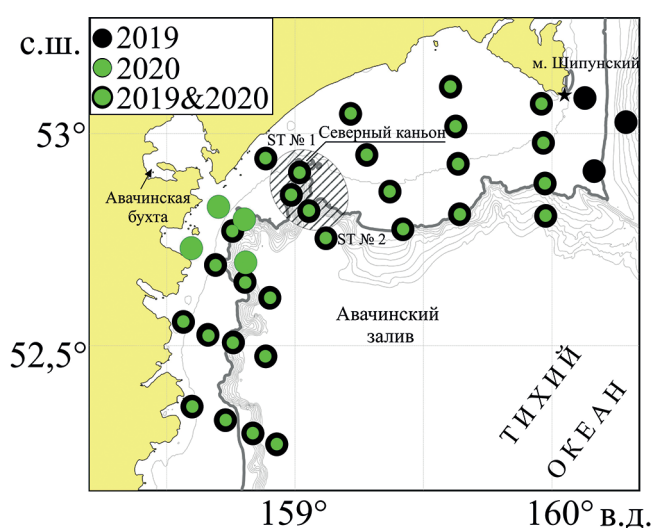 с.ш.
2019
2020
2019&2020
м. Шипунский
53°
ST № 1
Северный каньон
Авачинская
бухта
ST № 2
Авачинский
залив
52,5°
ТИХИЙ
ОКЕАН
159°
160°
в.д.